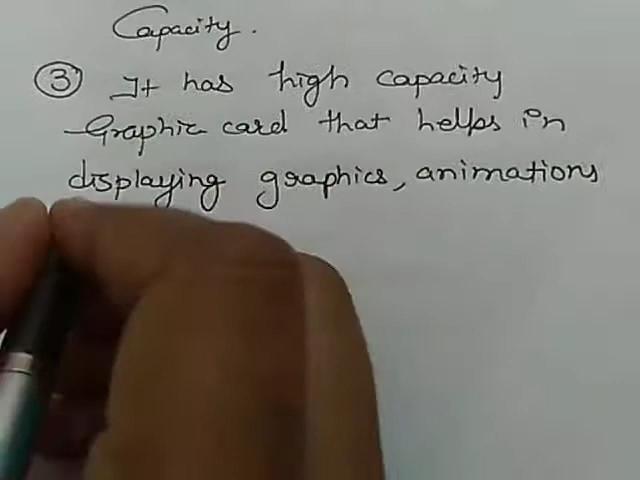 Capacity.
③ It has high capacity
Graphic card that helps in
displaying graphics, animations